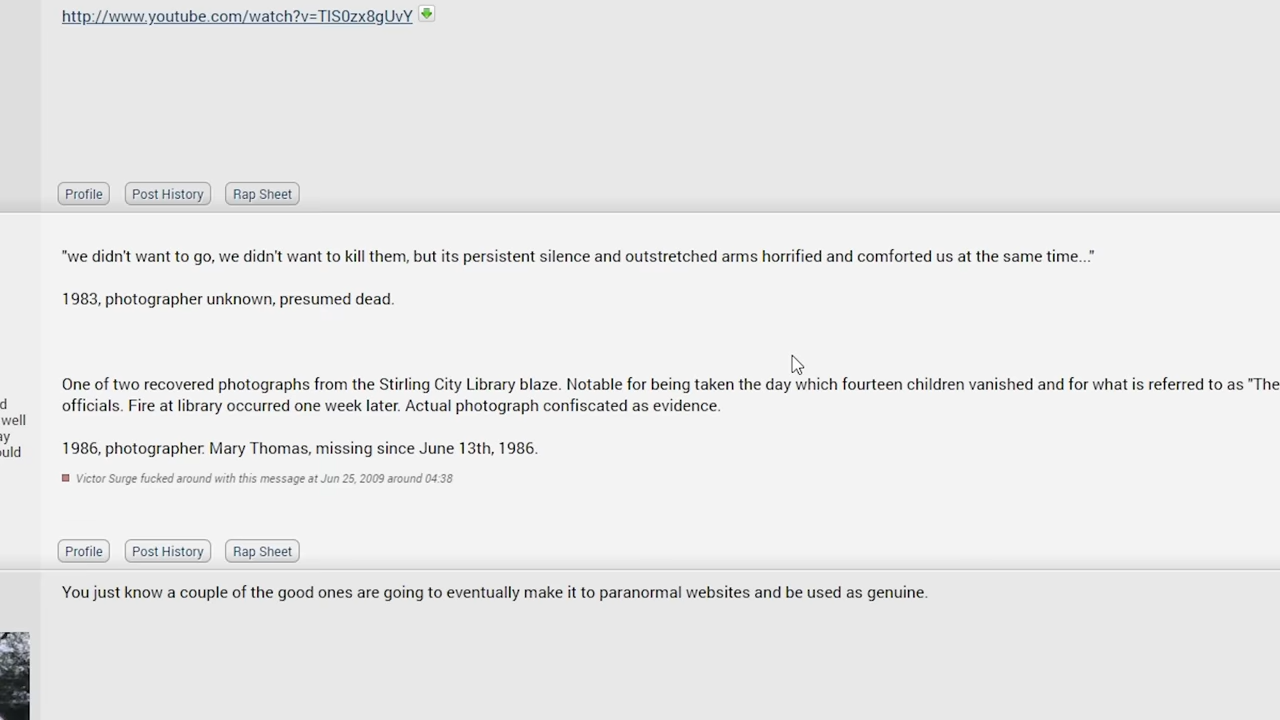 http://www.youtube.com/watch?v=TlS0zx8gUvY
Profile Post History Rap Sheet
"we didn't want to go, we didn't want to kill them, but its persistent silence and outstretched arms horrified and comforted us at the same time..."
1983, photographer unknown, presumed dead.
One of two recovered photographs from the Stirling City Library blaze. Notable for being taken the day which fourteen children vanished and for what is referred to as "The
d
officials. Fire at library occurred one week later. Actual photograph confiscated as evidence.
well
ay
1986, photographer: Mary Thomas, missing since June 13th, 1986.
ould
Victor Surge fucked around with this message at Jun 25, 2009 around 04:38
Profile Post History Rap Sheet
You just know a couple of the good ones are going to eventually make it to paranormal websites and be used as genuine.